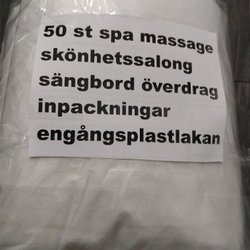 50 st spa massage
skönhetssalong
sängbord överdrag
inpackningar
engångsplastlakan